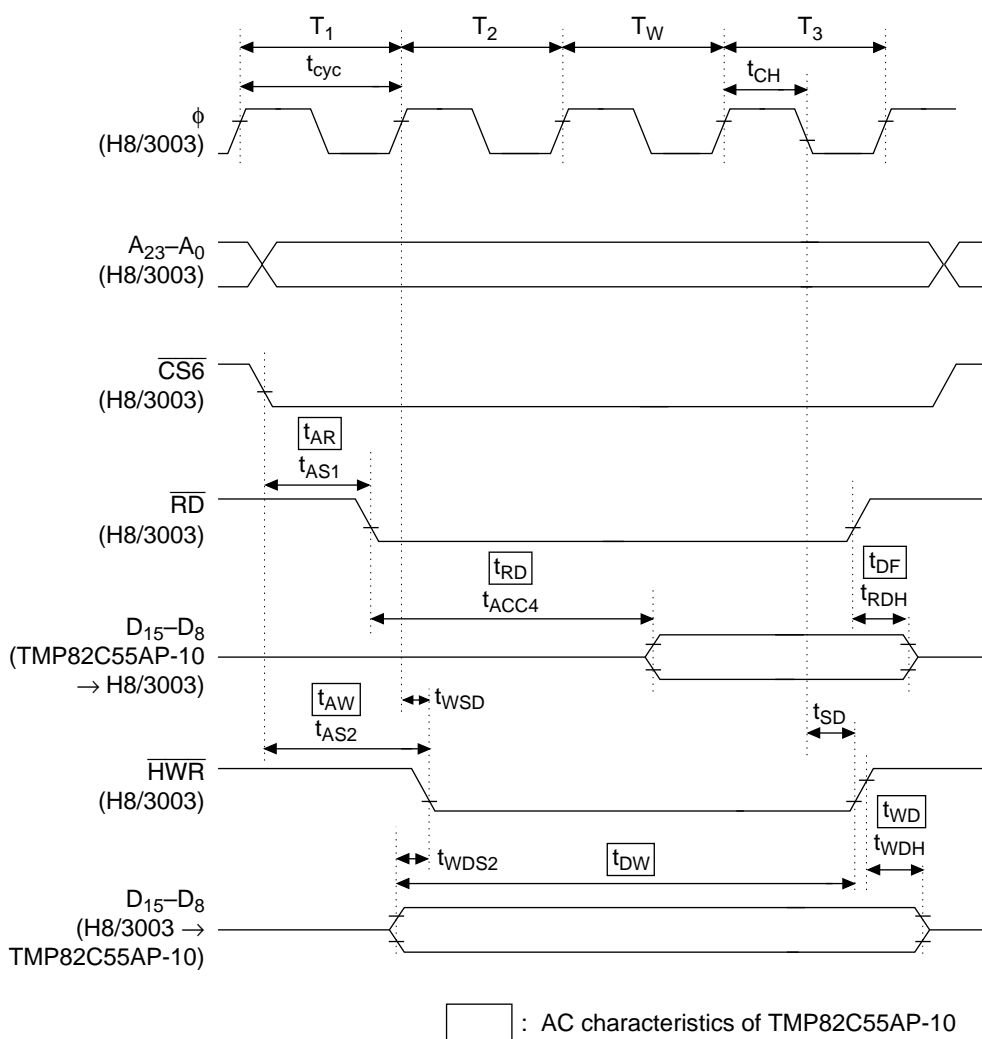 T1 T2 TW T3
tcyc tCH
ϕ
(H8/3003)
A23–A0
(H8/3003)
CS6
(H8/3003)
tAR
tAS1
RD
(H8/3003)
tRD
tACC4
tDF
tRDH
D15–D8
(TMP82C55AP-10
→ H8/3003)
tAW
tAS2
tWSD
tSD
HWR
(H8/3003)
tWD
tWDH
tWDS2
tDW
D15–D8
(H8/3003 →
TMP82C55AP-10)
: AC characteristics of TMP82C55AP-10